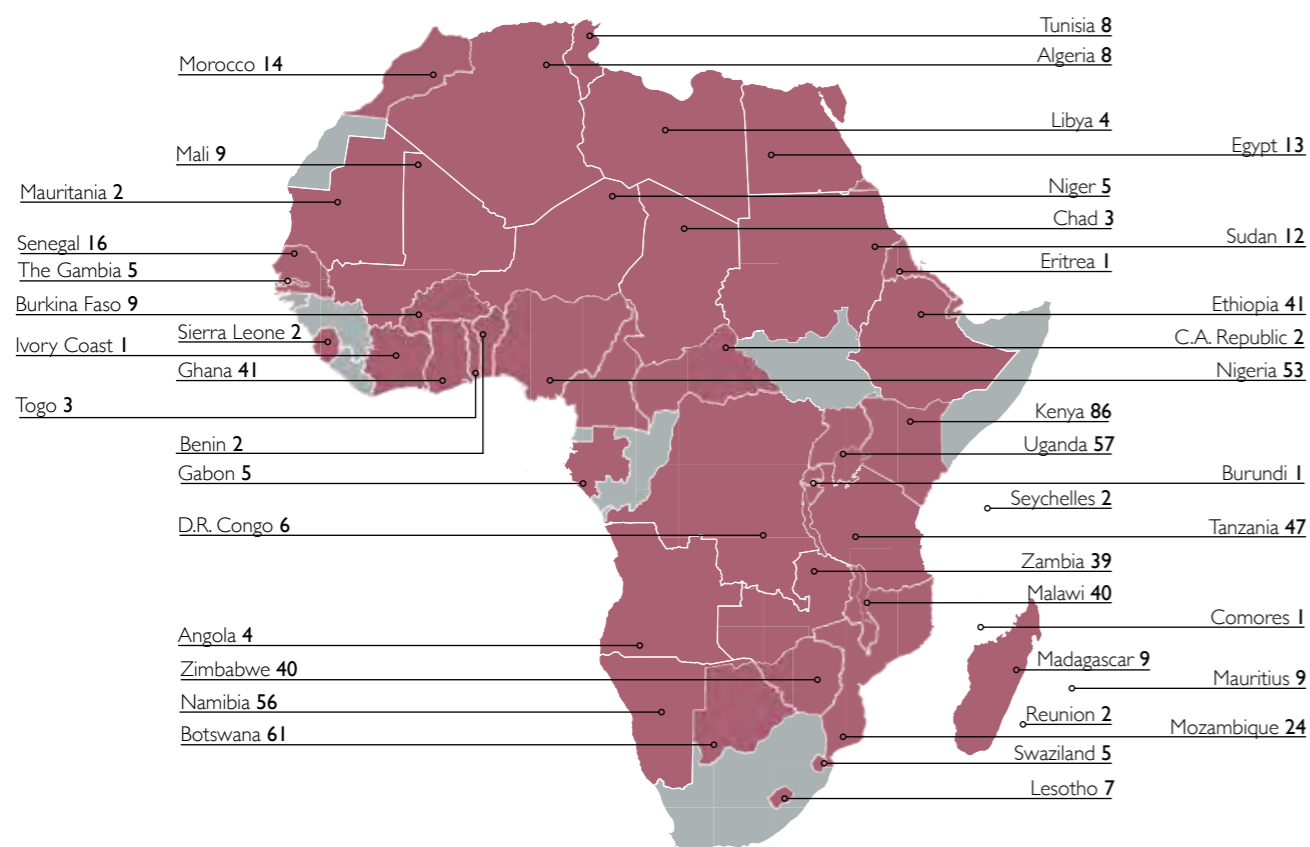 Morocco 14
Mali 9
Mauritania 2
Senegal 16
The Gambia 5
Burkina Faso 9
Sierra Leone 2
Ivory Coast 1
Ghana 41
Togo 3
Benin 2
Gabon 5
D.R. Congo 6
Angola 4
Zimbabwe 40
Namibia 56
Botswana 61
Tunisia 8
Algeria 8
Libya 4
Egypt 13
Niger 5
Chad 3
Sudan 12
Eritrea 1
Ethiopia 41
C.A. Republic 2
Nigeria 53
Kenya 86
Uganda 57
Burundi 1
Seychelles 2
Tanzania 47
Zambia 39
Malawi 40
Comores 1
Madagascar 9
Mauritius 9
Reunion 2
Mozambique 24
Swaziland 5
Lesotho 7